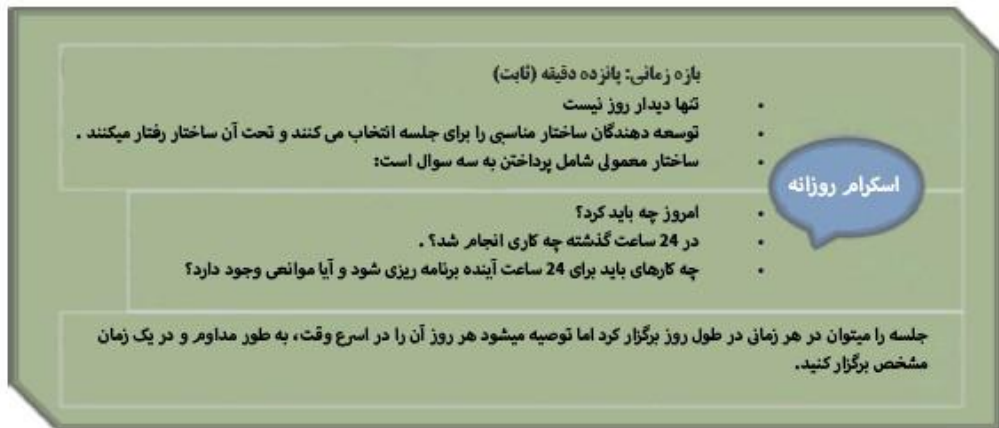 بازه زمانی: پانزده دقیقه (ثابت)
• تنها دیدار روز نیست
• توسعه دهندگان ساختار مناسبی را برای جلسه انتخاب می کنند و تحت آن ساختار رفتار میکنند .
• ساختار معمولی شامل پرداختن به سه سوال است:
اسکرام روزانه
• امروز چه باید کرد؟
• در 24 ساعت گذشته چه کاری انجام شد؟ .
• چه کارهای باید برای 24 ساعت آینده برنامه ریزی شود و آیا موانعی وجود دارد؟
جلسه را میتوان در هر زمانی در طول روز برگزار کرد اما توصیه میشود هر روز آن را در اسرع وقت، به طور مداوم و در یک زمان
مشخص برگزار کنید.